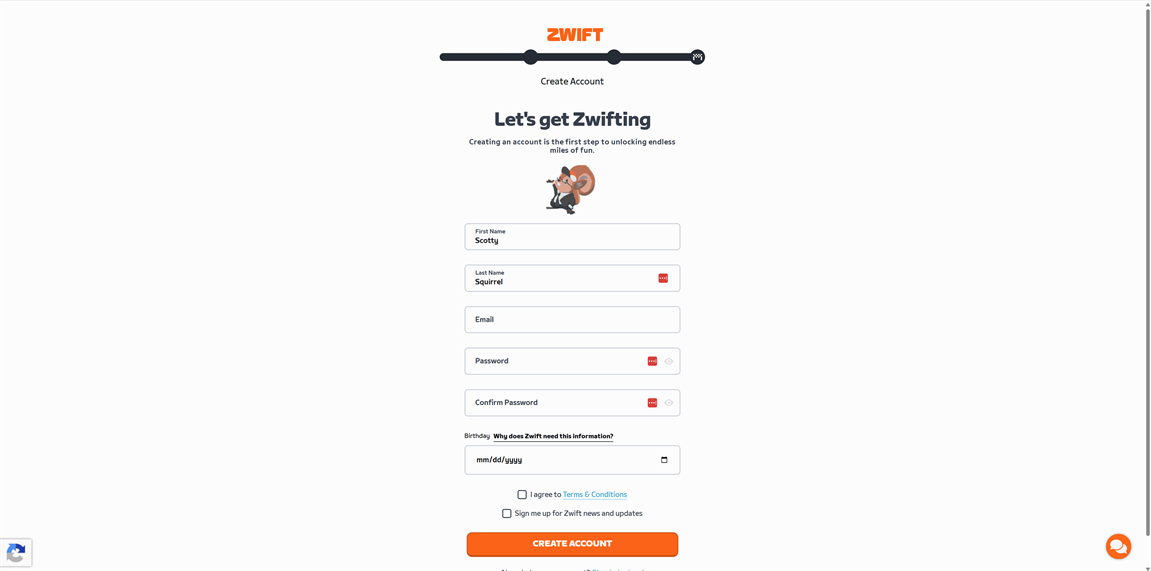 ZWIFT
Create Account
Let's get Zwifting
Creating an account is the first step to unlocking endless
miles of fun.
First Name
Scotty
Last Name
Squirrel
Email
Password
Confirm Password
Birthday Why does Zwift need this information?
mm/dd/yyyy
I agree to Terms & Conditions
Sign me up for Zwift news and updates
CREATE ACCOUNT